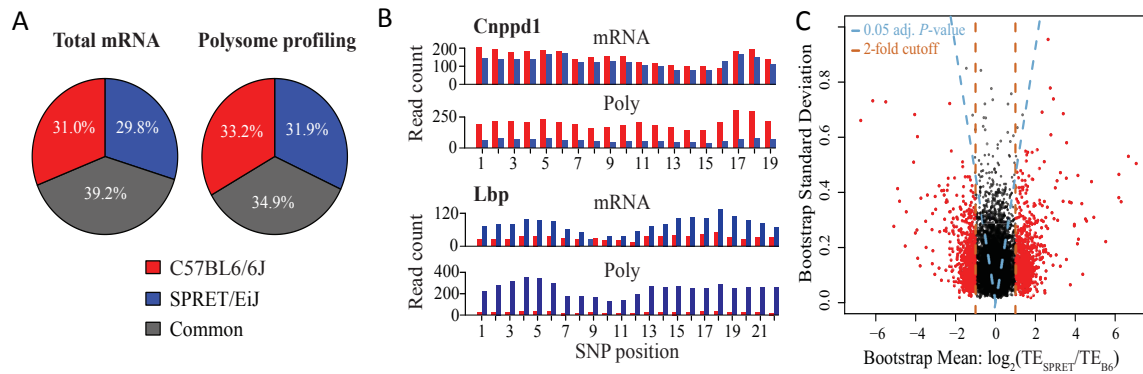 A
Total mRNA
Polysome profiling
31.0%
29.8%
39.2%
33.2%
31.9%
34.9%
C57BL6/6J
SPRET/EiJ
Common
B
Cnppd1
mRNA
200
100
0
Poly
250
0
Read count
1 3 5 7 9 11 13 15 17 19
Lbp
mRNA
120
60
0
Poly
400
200
0
Read count
1 3 5 7 9 11 13 15 17 19 21
SNP position
C
0.05 adj. P-value
2-fold cutoff
Bootstrap Standard Deviation
0.8
0.6
0.4
0.2
0.0
−6 −4 −2 0 2 4 6
Bootstrap Mean: log2(TESPRET/TEB6)